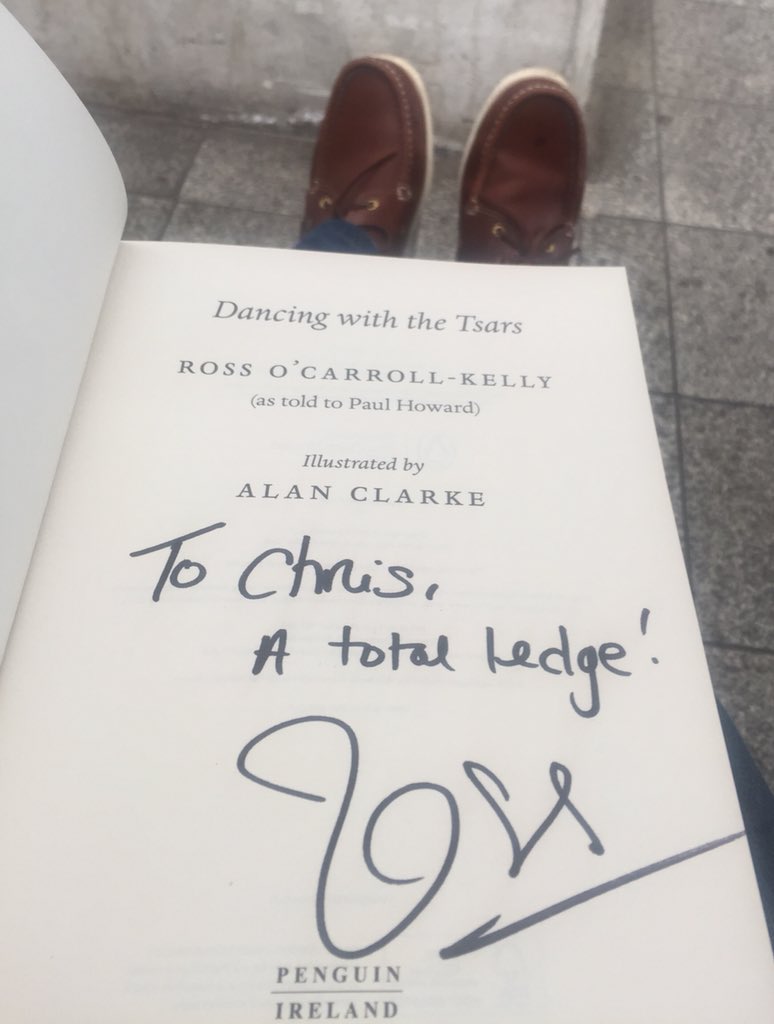 Dancing with the Tsars
ROSS O'CARROLL-KELLY
(as told to Paul Howard)
Illustrated by
ALAN CLARKE
To Chris,
A total Ledge!
Ross
PENGUIN
IRELAND